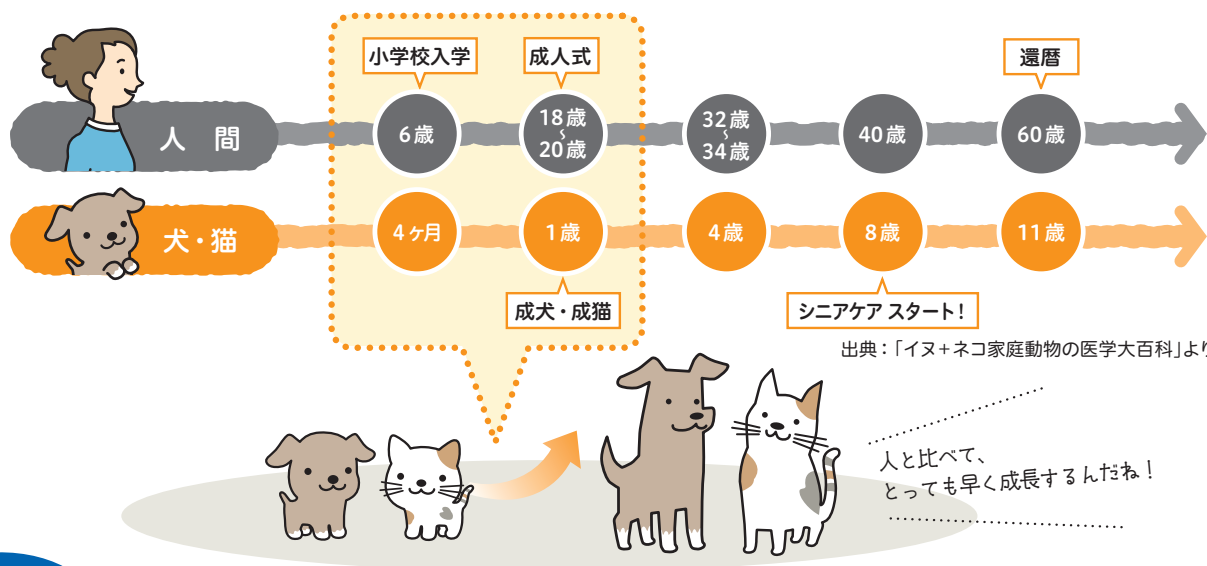 小学校入学
成人式
還暦
人 間
6歳
18歳
〜
20歳
32歳
〜
34歳
40歳
60歳
犬・猫
4ヶ月
1歳
4歳
8歳
11歳
成犬・成猫
シニアケア スタート!
出典:「イヌ+ネコ家庭動物の医学大百科」より
人と比べて、
とっても早く成長するんだね!